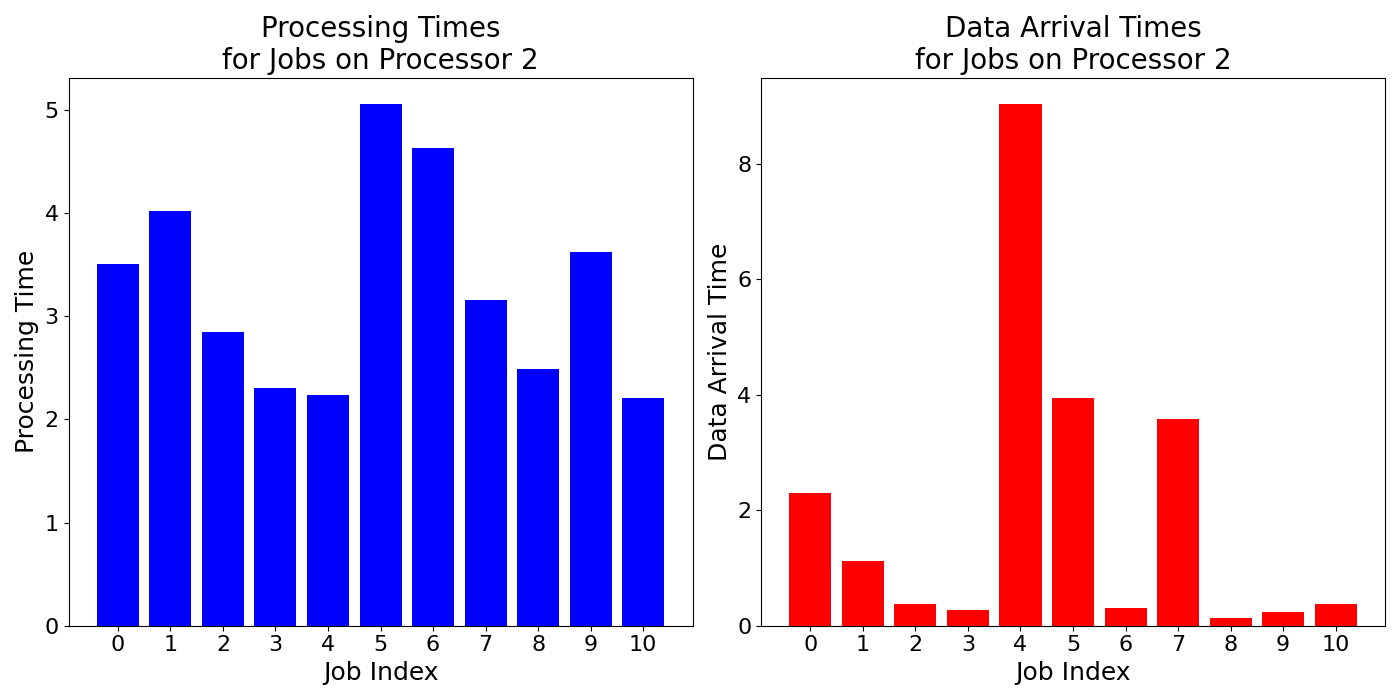 Processing Times
for Jobs on Processor 2
Processing Time
5
4
3
2
1
0
0 1 2 3 4 5 6 7 8 9 10
Job Index
Data Arrival Times
for Jobs on Processor 2
Data Arrival Time
8
6
4
2
0
0 1 2 3 4 5 6 7 8 9 10
Job Index